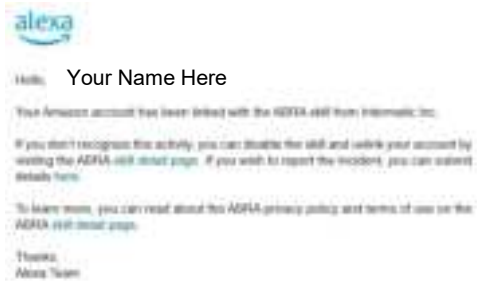 alexa
Hello, Your Name Here
Your Amazon account has been linked with the ABRA skill from Intermatic Inc.
If you don't recognize this activity, you can disable the skill and unlink your account by
visiting the ABRA skill detail page. If you wish to report the incident, you can submit
details here.
To learn more, you can read about the ABRA privacy policy and terms of use on the
ABRA skill detail page.
Thanks,
Alexa Team